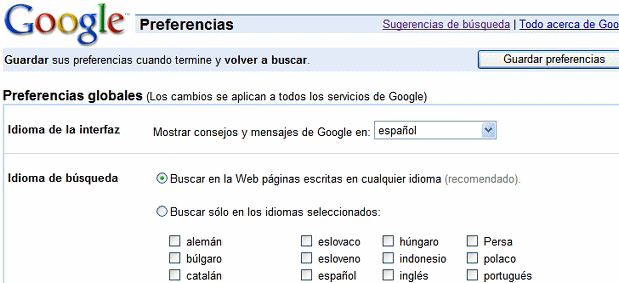 Google™ Preferencias Sugerencias de búsqueda | Todo acerca de Goo
Guardar sus preferencias cuando termine y volver a buscar. Guardar preferencias
Preferencias globales (Los cambios se aplican a todos los servicios de Google)
Idioma de la interfaz Mostrar consejos y mensajes de Google en: español
Idioma de búsqueda Buscar en la Web páginas escritas en cualquier idioma (recomendado).
Buscar sólo en los idiomas seleccionados:
alemán eslovaco húngaro Persa
búlgaro esloveno indonesio polaco
catalán español inglés portugués